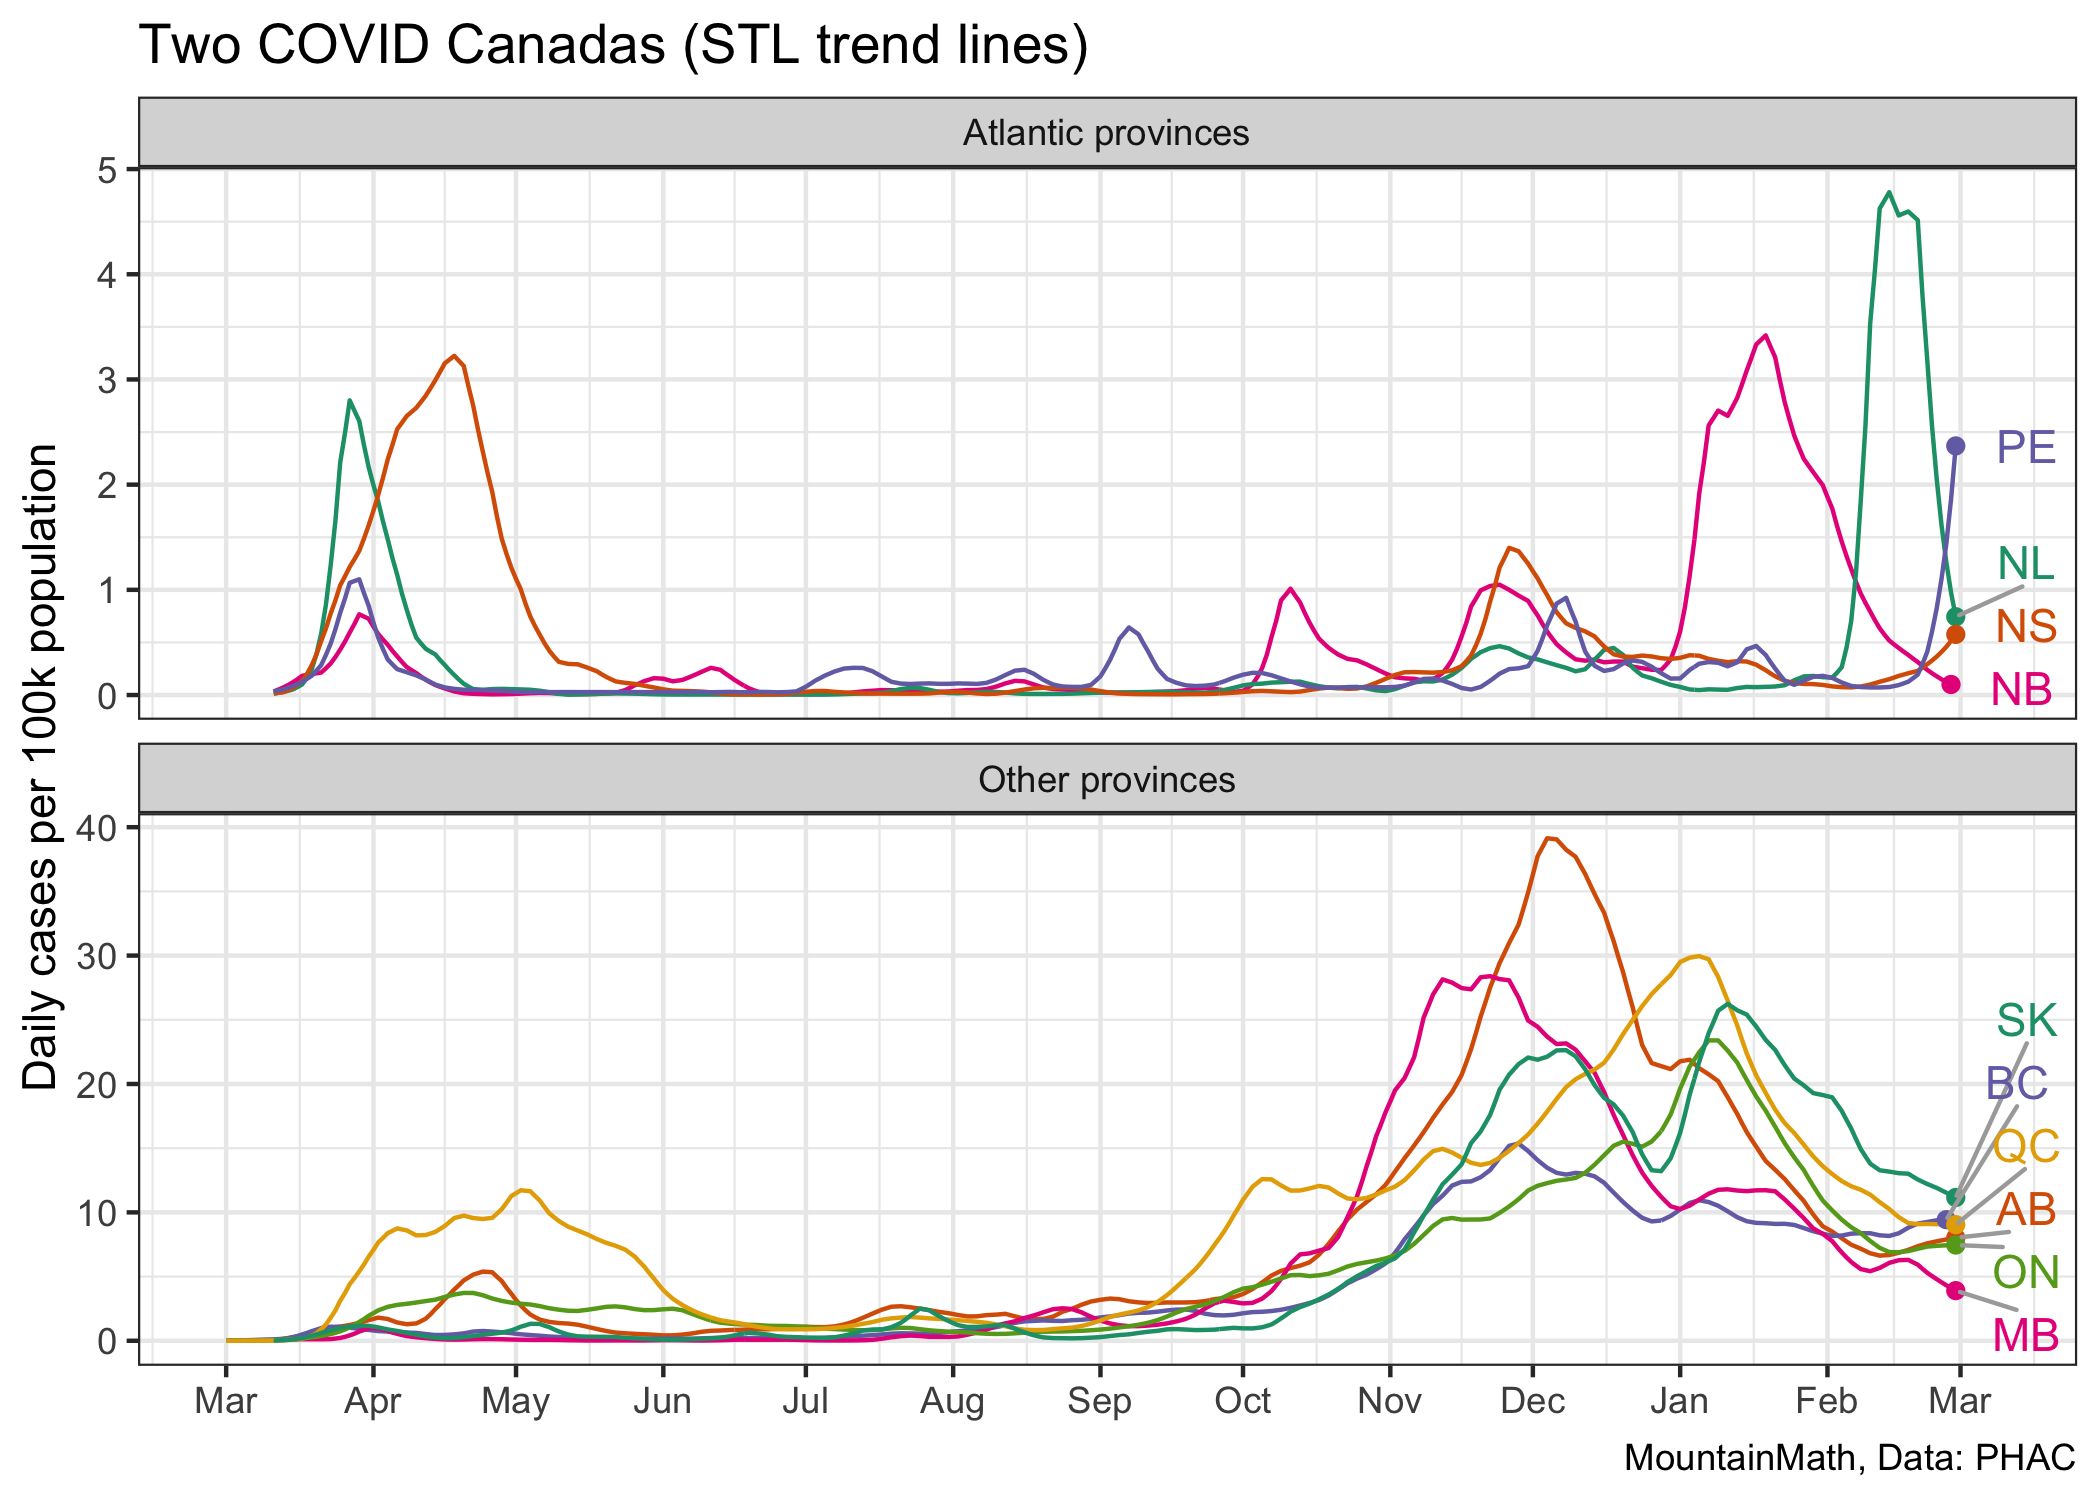 Two COVID Canadas (STL trend lines)
Daily cases per 100k population
Atlantic provinces
5
4
3
2
1
0
PE
NL
NS
NB
Other provinces
40
30
20
10
0
SK
BC
QC
AB
ON
MB
Mar Apr May Jun Jul Aug Sep Oct Nov Dec Jan Feb Mar
MountainMath, Data: PHAC